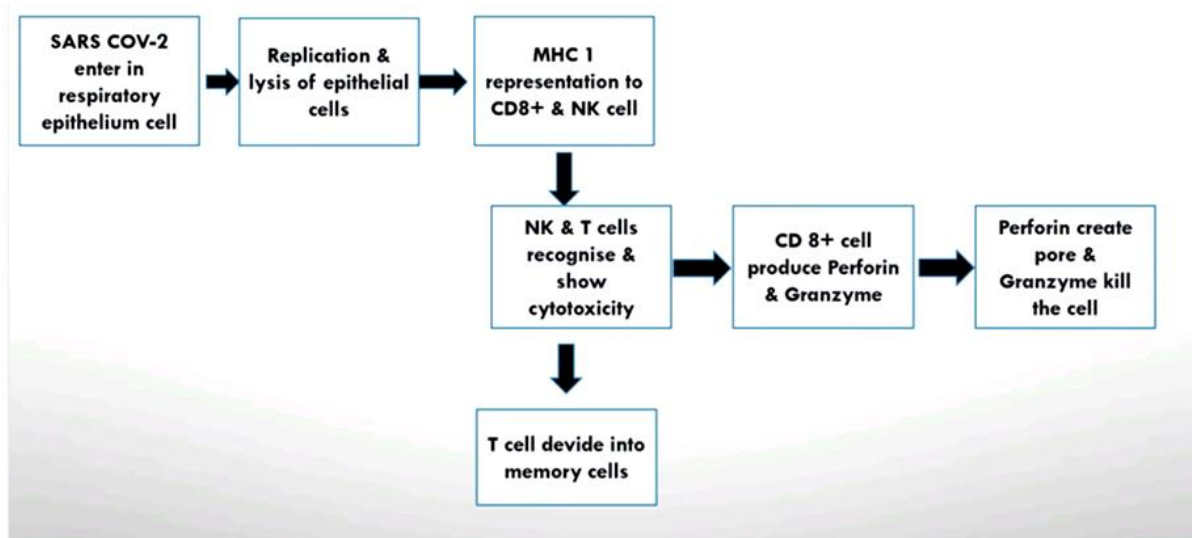 SARS COV-2
enter in
respiratory
epithelium cell
Replication &
lysis of epithelial
cells
MHC 1
representation to
CD8+ & NK cell
NK & T cells
recognise &
show
cytotoxicity
CD 8+ cell
produce Perforin
& Granzyme
Perforin create
pore &
Granzyme kill
the cell
T cell devide into
memory cells